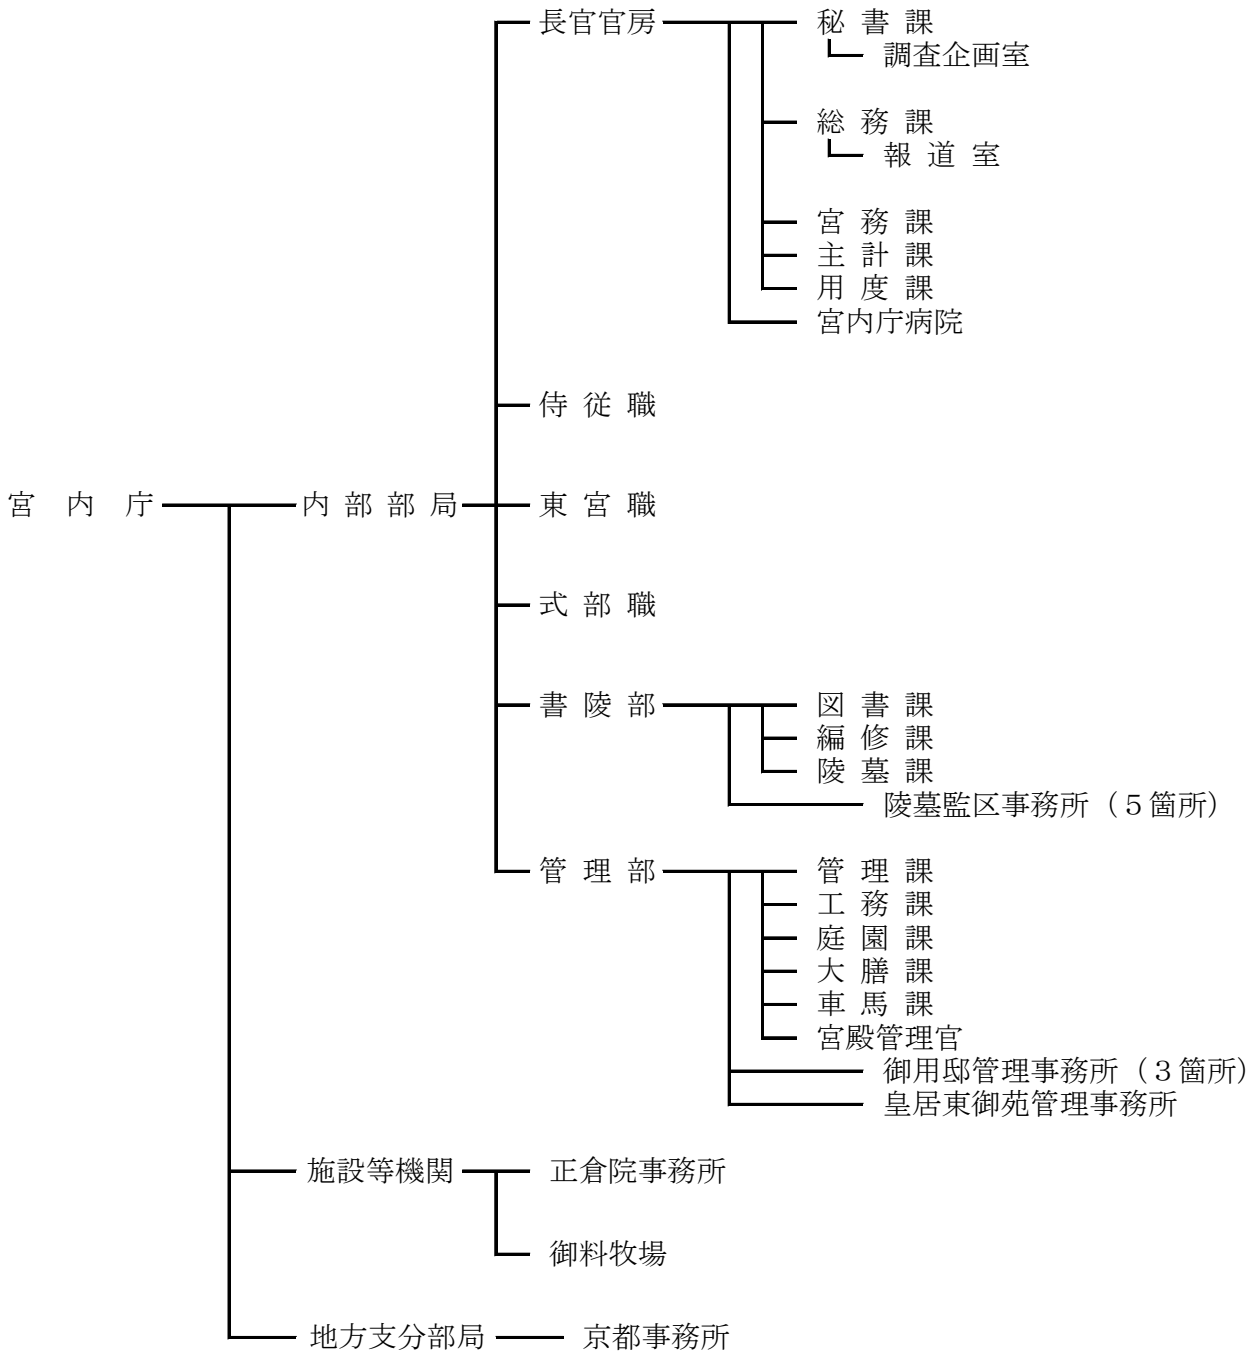 長官官房
秘書課
調査企画室
総務課
報道室
宮務課
主計課
用度課
宮内庁病院
侍従職
宮内庁
内部部局
東宮職
式部職
書陵部
図書課
編修課
陵墓課
陵墓監区事務所（５箇所）
管理部
管理課
工務課
庭園課
大膳課
車馬課
宮殿管理官
御用邸管理事務所（３箇所）
皇居東御苑管理事務所
施設等機関
正倉院事務所
御料牧場
地方支分部局
京都事務所